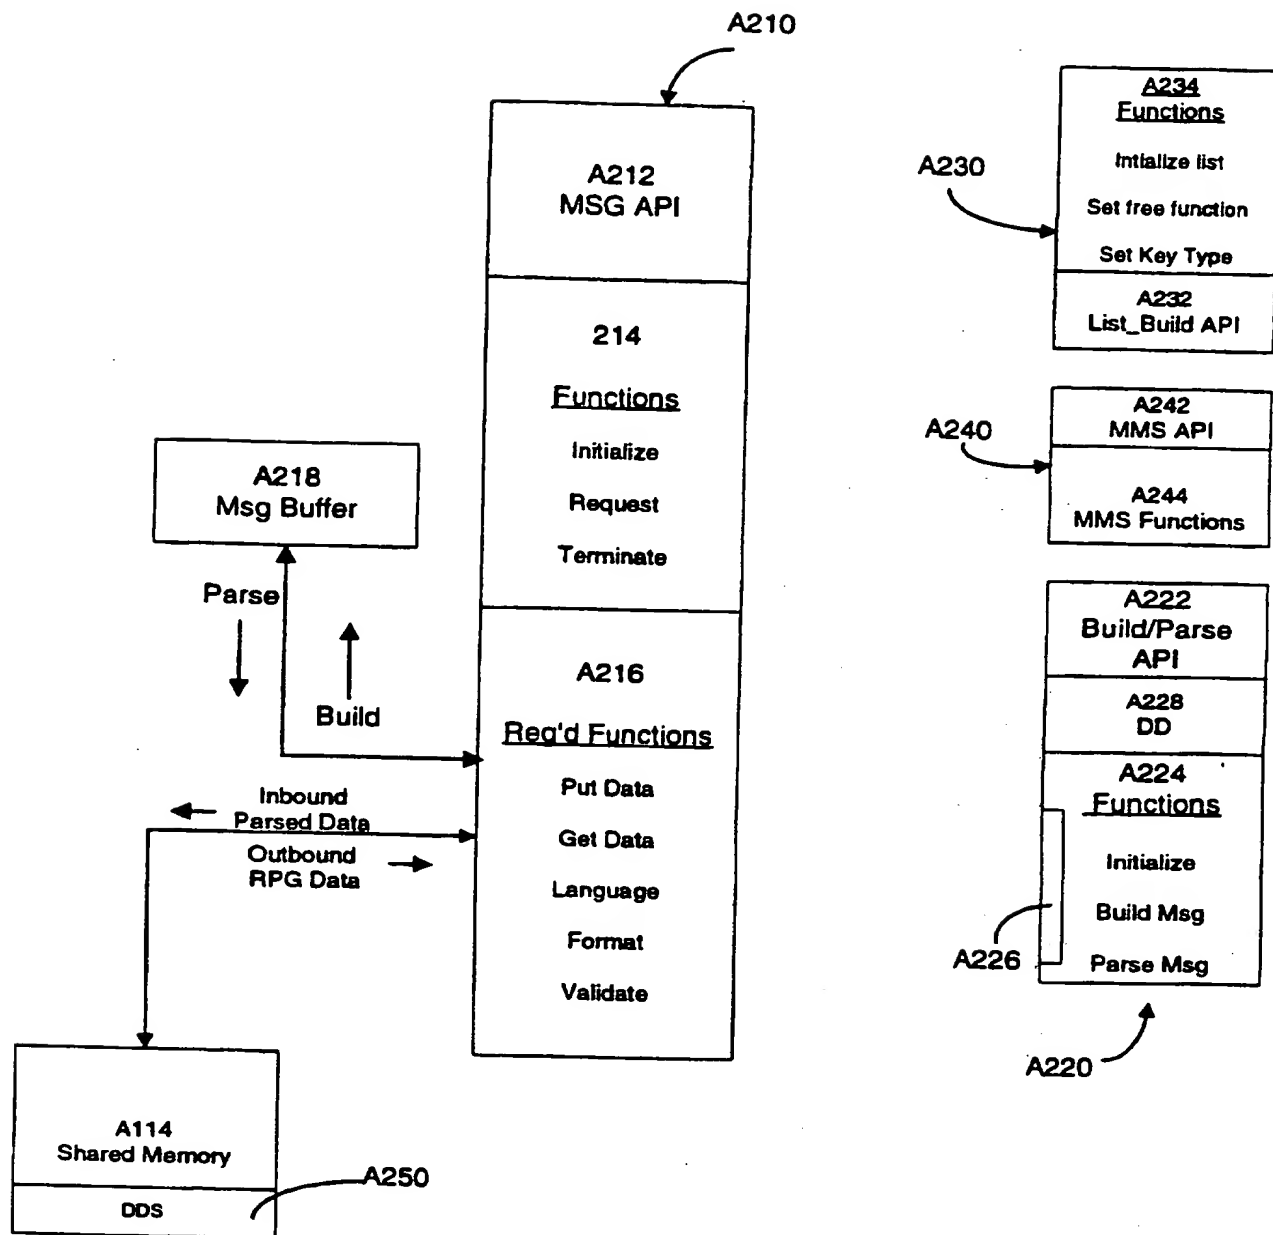 A210
A212
MSG API
214
Functions
Initialize
Request
Terminate
A216
Reg'd Functions
Put Data
Get Data
Language
Format
Validate
A218
Msg Buffer
Parse
Build
Inbound
Parsed Data
Outbound
RPG Data
A114
Shared Memory
DDS
A250
A230
A234
Functions
Intialize list
Set free function
Set Key Type
A232
List_Build API
A240
A242
MMS API
A244
MMS Functions
A222
Build/Parse
API
A228
DD
A224
Functions
Initialize
Build Msg
Parse Msg
A226
A220